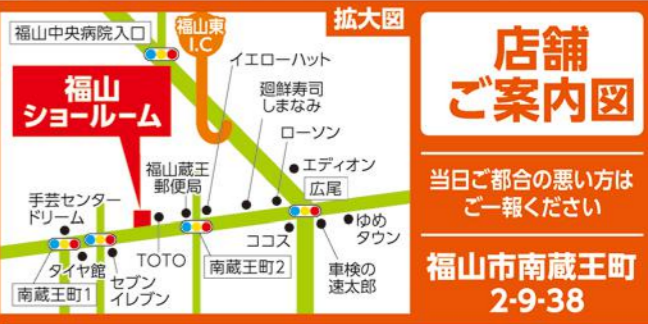 拡大図
福山中央病院入口
福山東
I.C
イエローハット
福山
ショールーム
廻鮮寿司
しまなみ
ローソン
エディオン
福山蔵王
郵便局
広尾
手芸センター
ドリーム
ゆめ
タウン
ココス
TOTO
タイヤ館
南蔵王町2
車検の
速太郎
セブン
イレブン
南蔵王町1
店舗
ご案内図
当日ご都合の悪い方は
ご一報ください
福山市南蔵王町
2-9-38